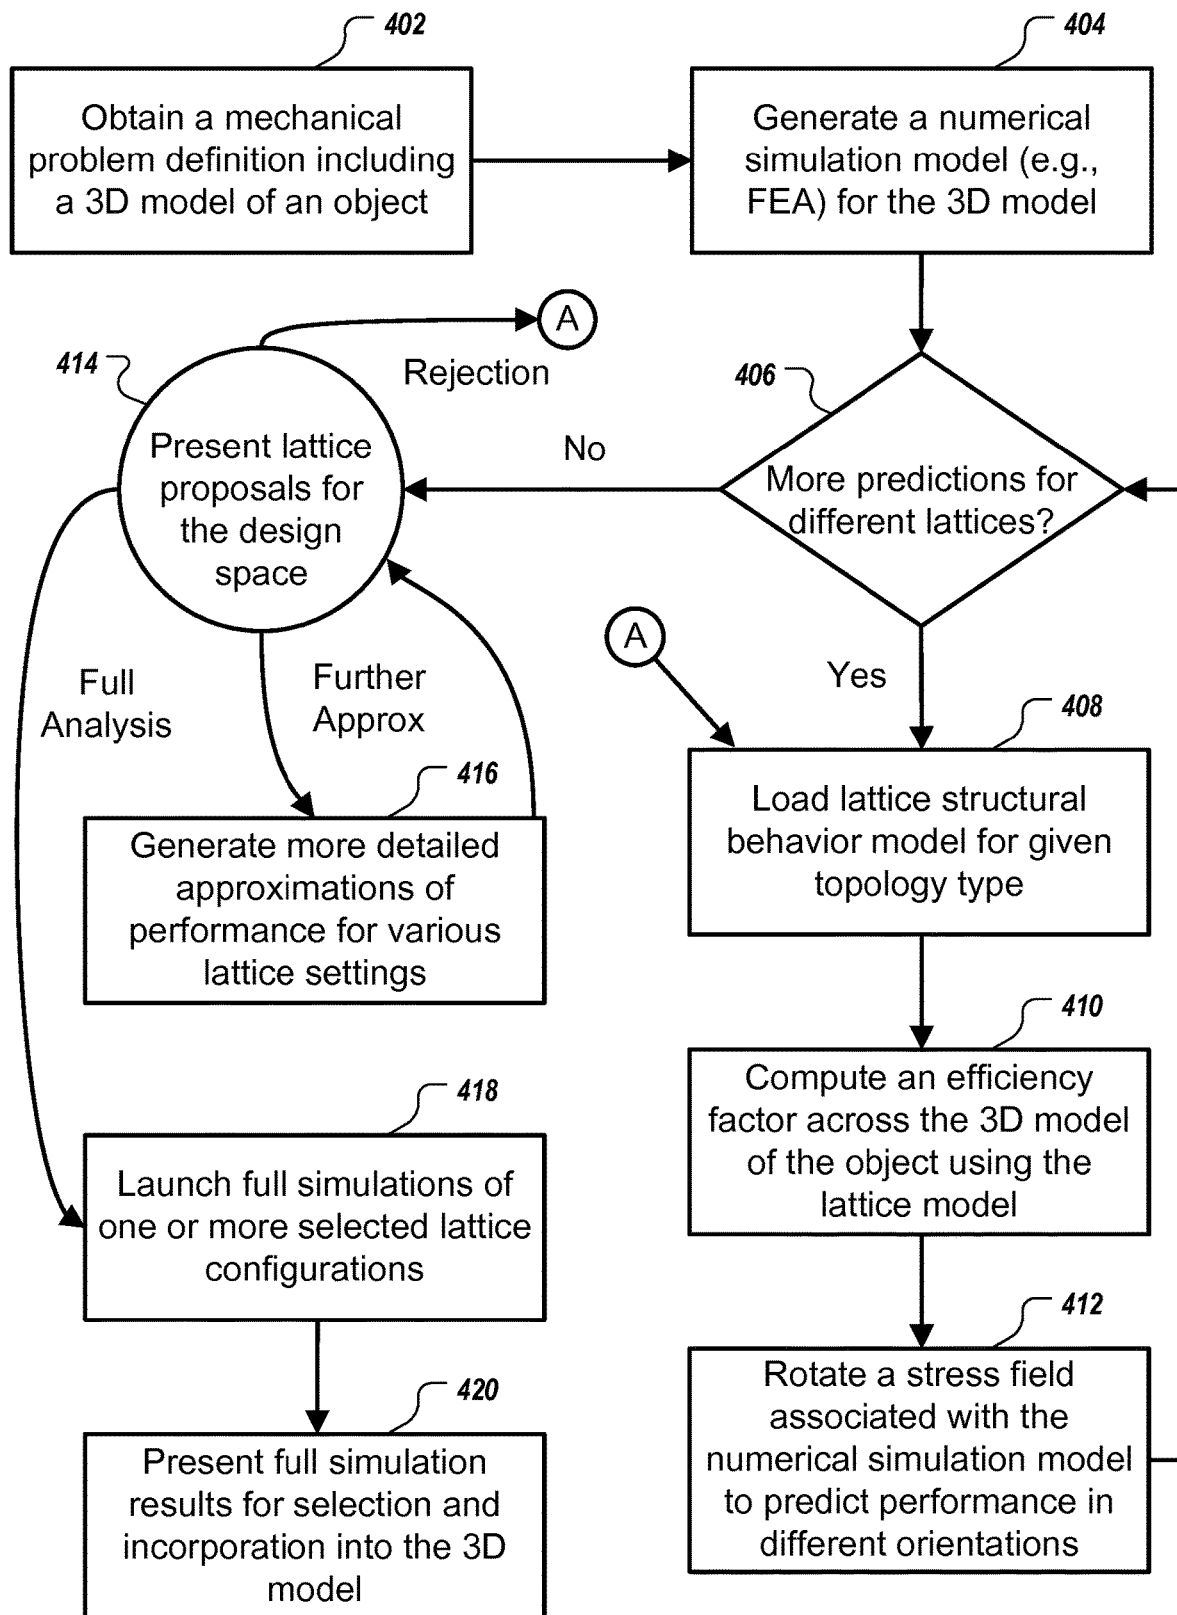 402
Obtain a mechanical
problem definition including
a 3D model of an object
404
Generate a numerical
simulation model (e.g.,
FEA) for the 3D model
A
Rejection
414
Present lattice
proposals for
the design
space
No
406
More predictions for
different lattices?
A
Yes
Full
Analysis
Further
Approx
408
Load lattice structural
behavior model for given
topology type
416
Generate more detailed
approximations of
performance for various
lattice settings
410
Compute an efficiency
factor across the 3D model
of the object using the
lattice model
418
Launch full simulations of
one or more selected lattice
configurations
412
Rotate a stress field
associated with the
numerical simulation model
to predict performance in
different orientations
420
Present full simulation
results for selection and
incorporation into the 3D
model